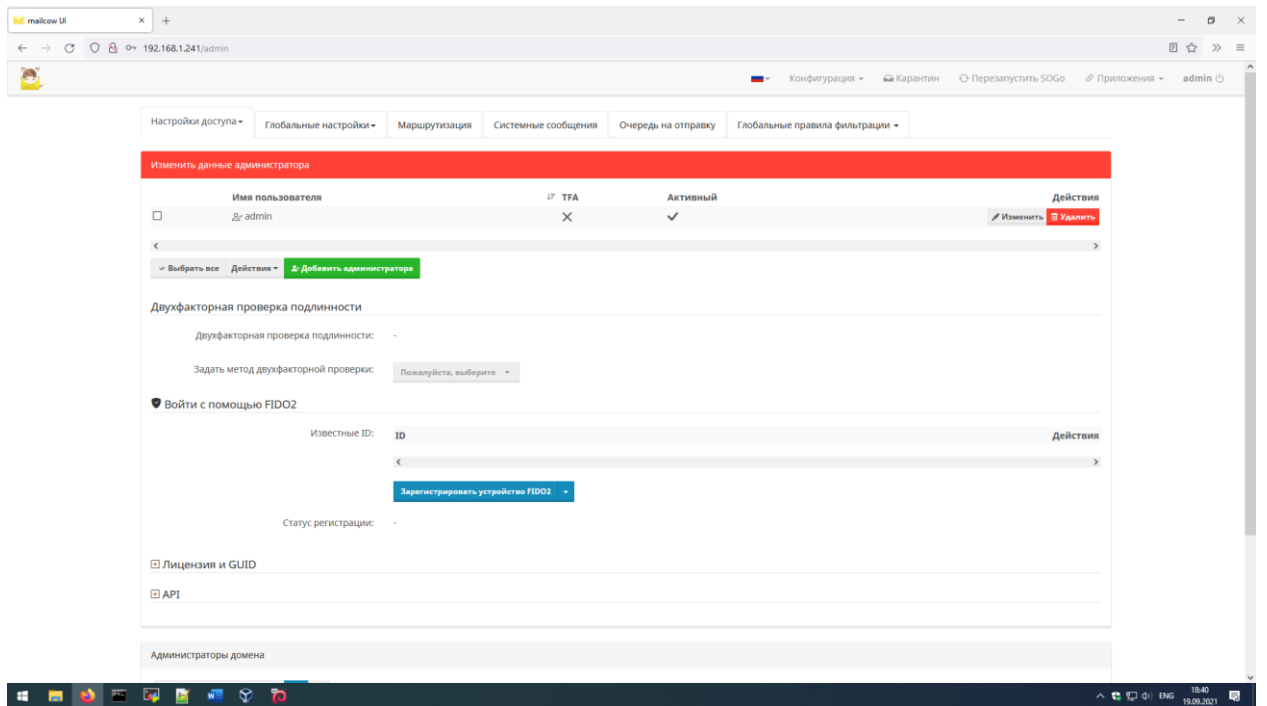 mailcow UI
192.168.1.241/admin
Конфигурация Карантин Перезапустить SOGo Приложения admin
Настройки доступа Глобальные настройки Маршрутизация Системные сообщения Очередь на отправку Глобальные правила фильтрации
Изменить данные администратора
Имя пользователя TFA Активный Действия
admin Изменить Удалить
Выбрать все Действия Добавить администратора
Двухфакторная проверка подлинности
Двухфакторная проверка подлинности: -
Задать метод двухфакторной проверки: Пожалуйста, выберите
Войти с помощью FIDO2
Известные ID: ID Действия
Зарегистрировать устройство FIDO2
Статус регистрации: -
Лицензия и GUID
API
Администраторы домена
ENG 18:40
19.09.2021